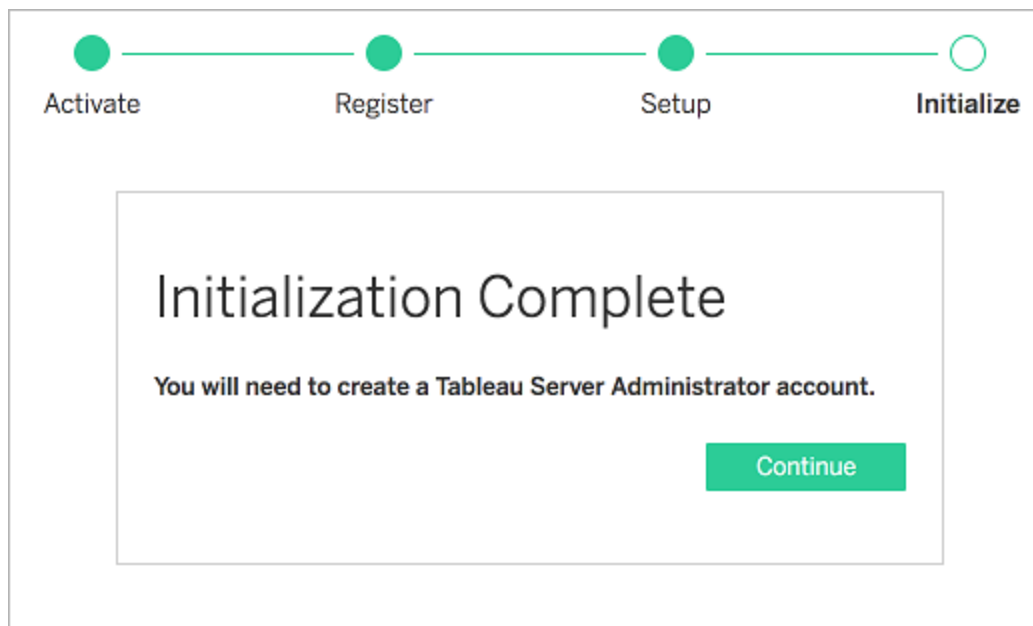 Activate Register Setup Initialize
Initialization Complete
You will need to create a Tableau Server Administrator account.
Continue